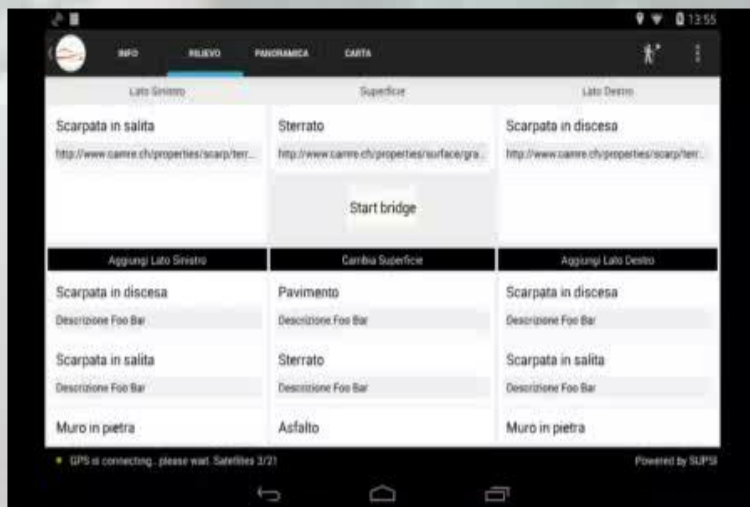 13:55
INFO RILIEVO PANORAMICA CARTA
Lato Sinistro Superficie Lato Destro
Scarpata in salita Sterrato Scarpata in discesa
http://www.camre.ch/properties/scarp/terr... http://www.camre.ch/properties/surface/gra... http://www.camre.ch/properties/scarp/terr...
Start bridge
Aggiungi Lato Sinistro Cambia Superficie Aggiungi Lato Destro
Scarpata in discesa Pavimento Scarpata in discesa
Descrizione Foo Bar Descrizione Foo Bar Descrizione Foo Bar
Scarpata in salita Sterrato Scarpata in salita
Descrizione Foo Bar Descrizione Foo Bar Descrizione Foo Bar
Muro in pietra Asfalto Muro in pietra
GPS is connecting.. please wait. Satellites 3/21 Powered by SUPSI